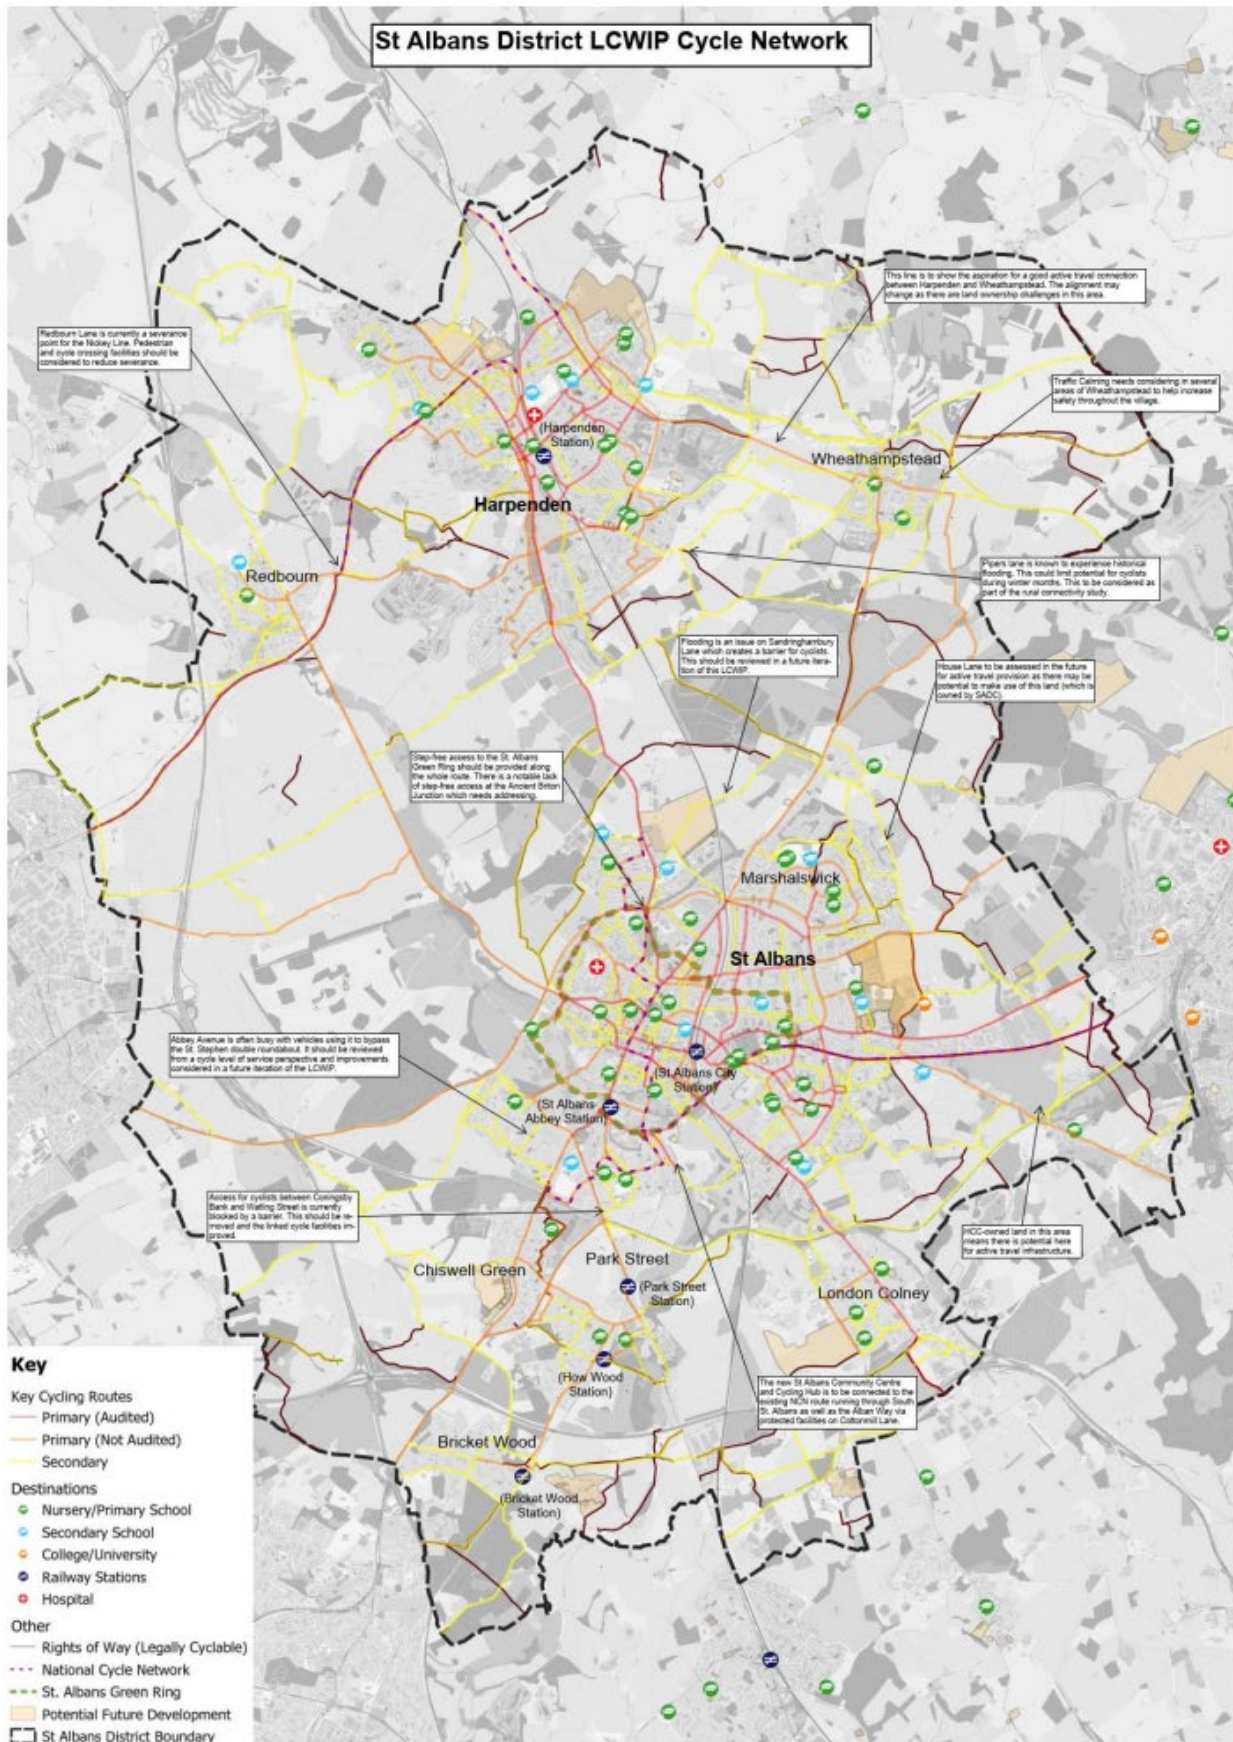 St Albans District LCWIP Cycle Network
This line is to show the aspiration for a good active travel connection
between Harpenden and Wheathampstead. The alignment may
change as there are land ownership challenges in this area.
Redbourn Lane is currently a severance
point for the Nickey Line. Pedestrian
and cycle crossing facilities should be
considered to reduce severance.
Traffic Calming needs considering in several
areas of Wheathampstead to help increase
safety throughout the village.
(Harpenden
Station)
Wheathampstead
Harpenden
Redbourn
Pipers lane is known to experience historical
flooding. This could limit potential for cyclists
during winter months. This to be considered as
part of the rural connectivity study.
Flooding is an issue on Sandringhambury
Lane which creates a barrier for cyclists.
This should be reviewed in a future itera-
tion of this LCWIP.
House Lane to be assessed in the future
for active travel provision as there may be
potential to make use of this land (which is
owned by SADC).
Step-free access to the St. Albans
Green Ring should be provided along
the whole route. There is a notable lack
of step-free access at the Ancient Briton
Junction which needs addressing.
Marshalswick
St Albans
Abbey Avenue is often busy with vehicles using it to bypass
the St. Stephen double roundabout. It should be reviewed
from a cycle level of service perspective and improvements
considered in a future iteration of the LCWIP.
(St Albans City
Station)
(St Albans
Abbey Station)
Access for cyclists between Coningsby
Bank and Watling Street is currently
blocked by a barrier. This should be re-
moved and the linked cycle facilities im-
proved.
HCC-owned land in this area
means there is potential here
for active travel infrastructure.
Park Street
Chiswell Green
(Park Street
Station)
London Colney
(How Wood
Station)
The new St Albans Community Centre
and Cycling Hub is to be connected to the
existing NCN route running through South
St. Albans as well as the Alban Way via
protected facilities on Cottonmill Lane.
Bricket Wood
(Bricket Wood
Station)
Key
Key Cycling Routes
Primary (Audited)
Primary (Not Audited)
Secondary
Destinations
Nursery/Primary School
Secondary School
College/University
Railway Stations
Hospital
Other
Rights of Way (Legally Cyclable)
National Cycle Network
St. Albans Green Ring
Potential Future Development
St Albans District Boundary